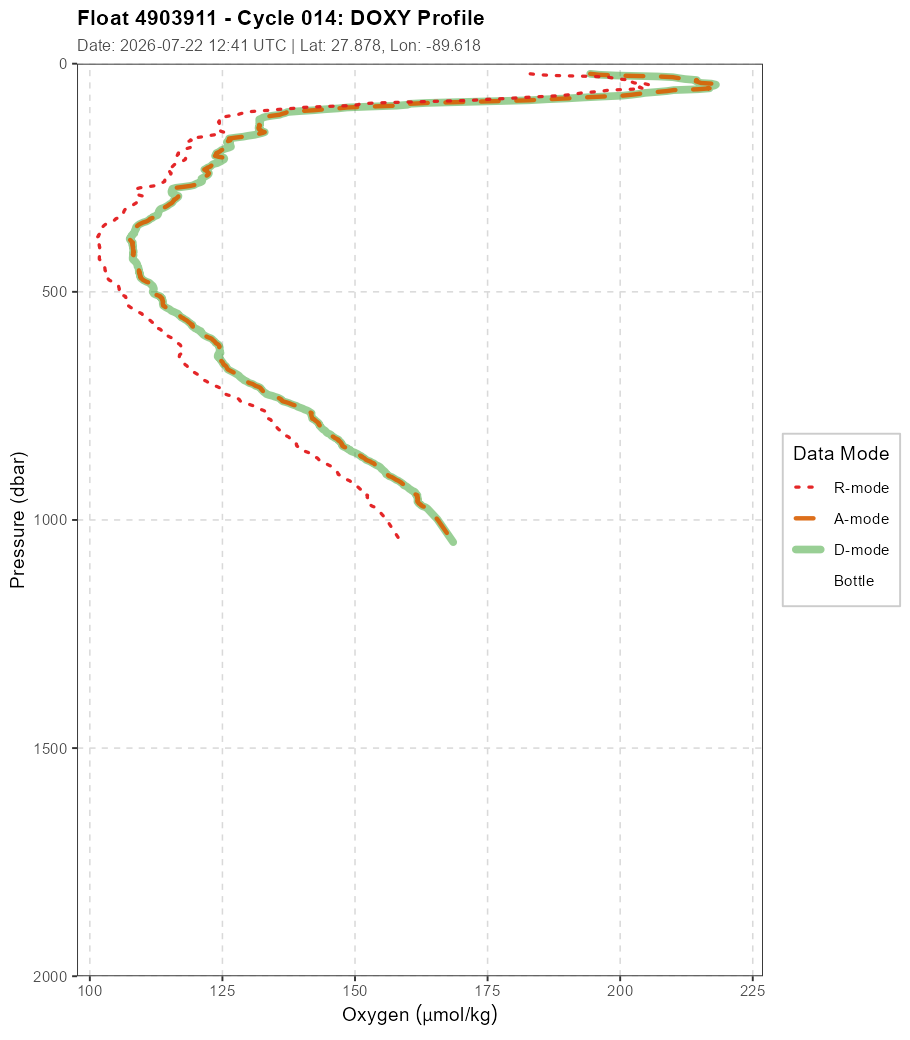 Float 4903911 - Cycle 014: DOXY Profile
Date: 2026-07-22 12:41 UTC | Lat: 27.878, Lon: -89.618
0
500
1000
1500
2000
Pressure (dbar)
100 125 150 175 200 225
Oxygen (µmol/kg)
Data Mode
R-mode
A-mode
D-mode
Bottle